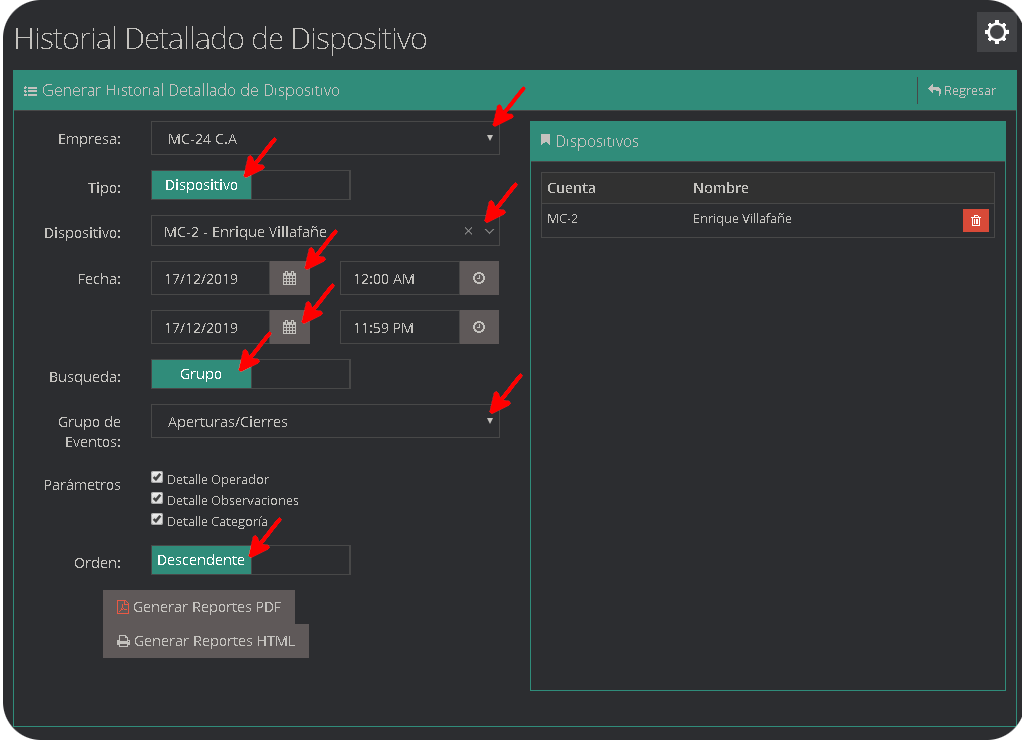 Historial Detallado de Dispositivo
Generar Historial Detallado de Dispositivo
Regresar
Empresa:
MC-24 C.A
Tipo:
Dispositivo
Dispositivo:
MC-2 - Enrique Villafañe
Fecha:
17/12/2019
12:00 AM
17/12/2019
11:59 PM
Busqueda:
Grupo
Grupo de
Eventos:
Aperturas/Cierres
Parámetros
Detalle Operador
Detalle Observaciones
Detalle Categoría
Orden:
Descendente
Generar Reportes PDF
Generar Reportes HTML
Dispositivos
Cuenta Nombre
MC-2 Enrique Villafañe